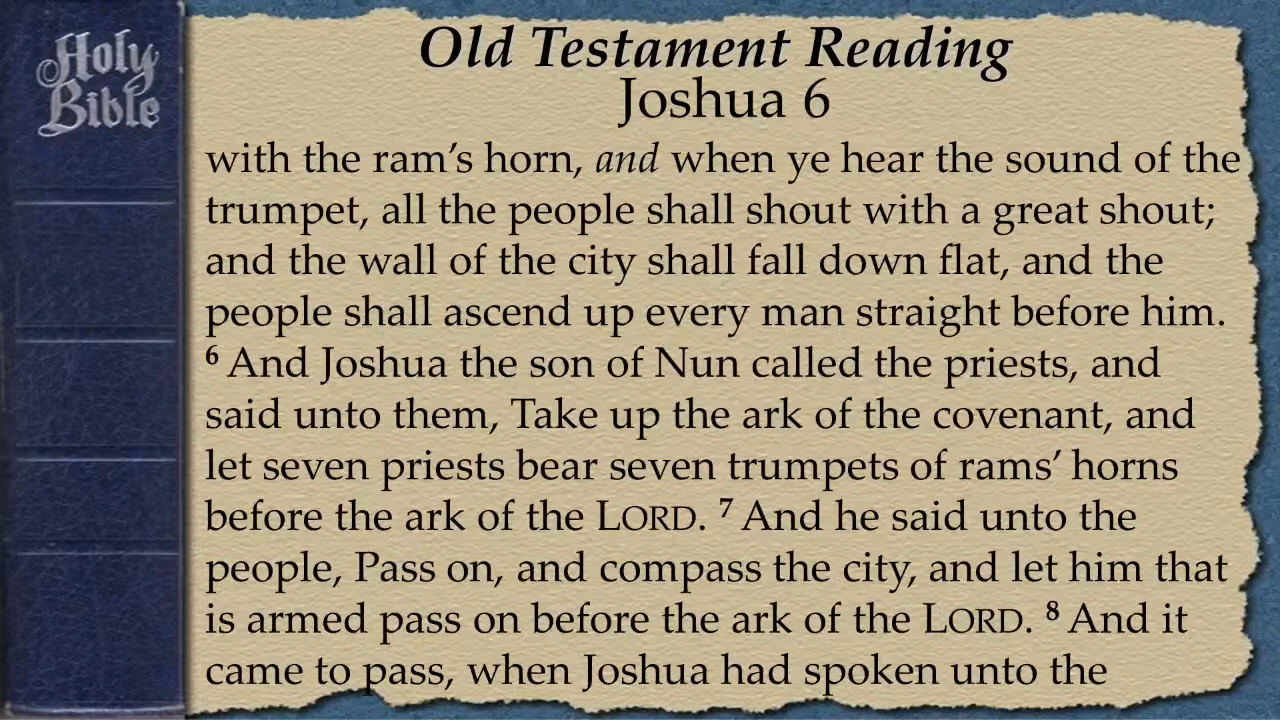 Holy
Bible
Old Testament Reading
Joshua 6
with the ram’s horn, and when ye hear the sound of the
trumpet, all the people shall shout with a great shout;
and the wall of the city shall fall down flat, and the
people shall ascend up every man straight before him.
⁶ And Joshua the son of Nun called the priests, and
said unto them, Take up the ark of the covenant, and
let seven priests bear seven trumpets of rams’ horns
before the ark of the LORD. ⁷ And he said unto the
people, Pass on, and compass the city, and let him that
is armed pass on before the ark of the LORD. ⁸ And it
came to pass, when Joshua had spoken unto the